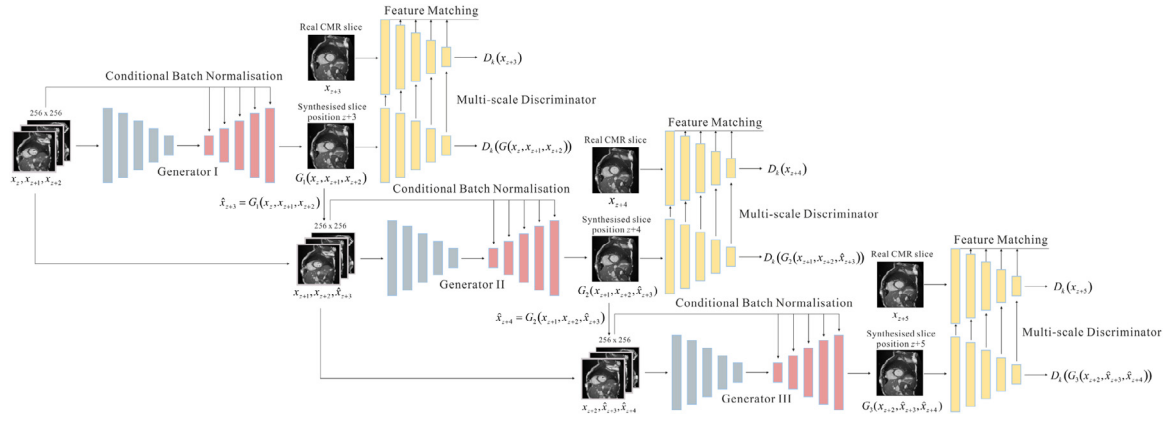 Feature Matching
Real CMR slice
x_{z+3}
D_k(x_{z+3})
Conditional Batch Normalisation
256 x 256
Synthesised slice
position z+3
Multi-scale Discriminator
D_k(G(x_z, x_{z+1}, x_{z+2}))
Generator I
x_z, x_{z+1}, x_{z+2}
G_1(x_z, x_{z+1}, x_{z+2})
x̂_{z+3} = G_1(x_z, x_{z+1}, x_{z+2})
Feature Matching
Real CMR slice
x_{z+4}
D_k(x_{z+4})
Conditional Batch Normalisation
256 x 256
Synthesised slice
position z+4
Multi-scale Discriminator
D_k(G_2(x_{z+1}, x_{z+2}, x̂_{z+3}))
Generator II
x_{z+1}, x_{z+2}, x̂_{z+3}
G_2(x_{z+1}, x_{z+2}, x̂_{z+3})
x̂_{z+4} = G_2(x_{z+1}, x_{z+2}, x̂_{z+3})
Feature Matching
Real CMR slice
x_{z+5}
D_k(x_{z+5})
Conditional Batch Normalisation
256 x 256
Synthesised slice
position z+5
Multi-scale Discriminator
D_k(G_3(x_{z+2}, x̂_{z+3}, x̂_{z+4}))
Generator III
x_{z+2}, x̂_{z+3}, x̂_{z+4}
G_3(x_{z+2}, x̂_{z+3}, x̂_{z+4})